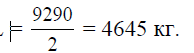 ⊧ = 9290/2 = 4645 кг.